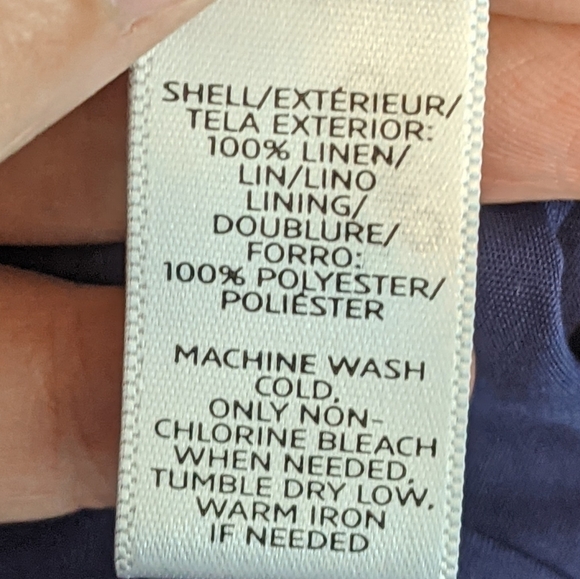 SHELL/EXTÉRIEUR/
TELA EXTERIOR:
100% LINEN/
LIN/LINO
LINING/
DOUBLURE/
FORRO:
100% POLYESTER/
POLIÉSTER
MACHINE WASH
COLD.
ONLY NON-
CHLORINE BLEACH
WHEN NEEDED.
TUMBLE DRY LOW.
WARM IRON
IF NEEDED